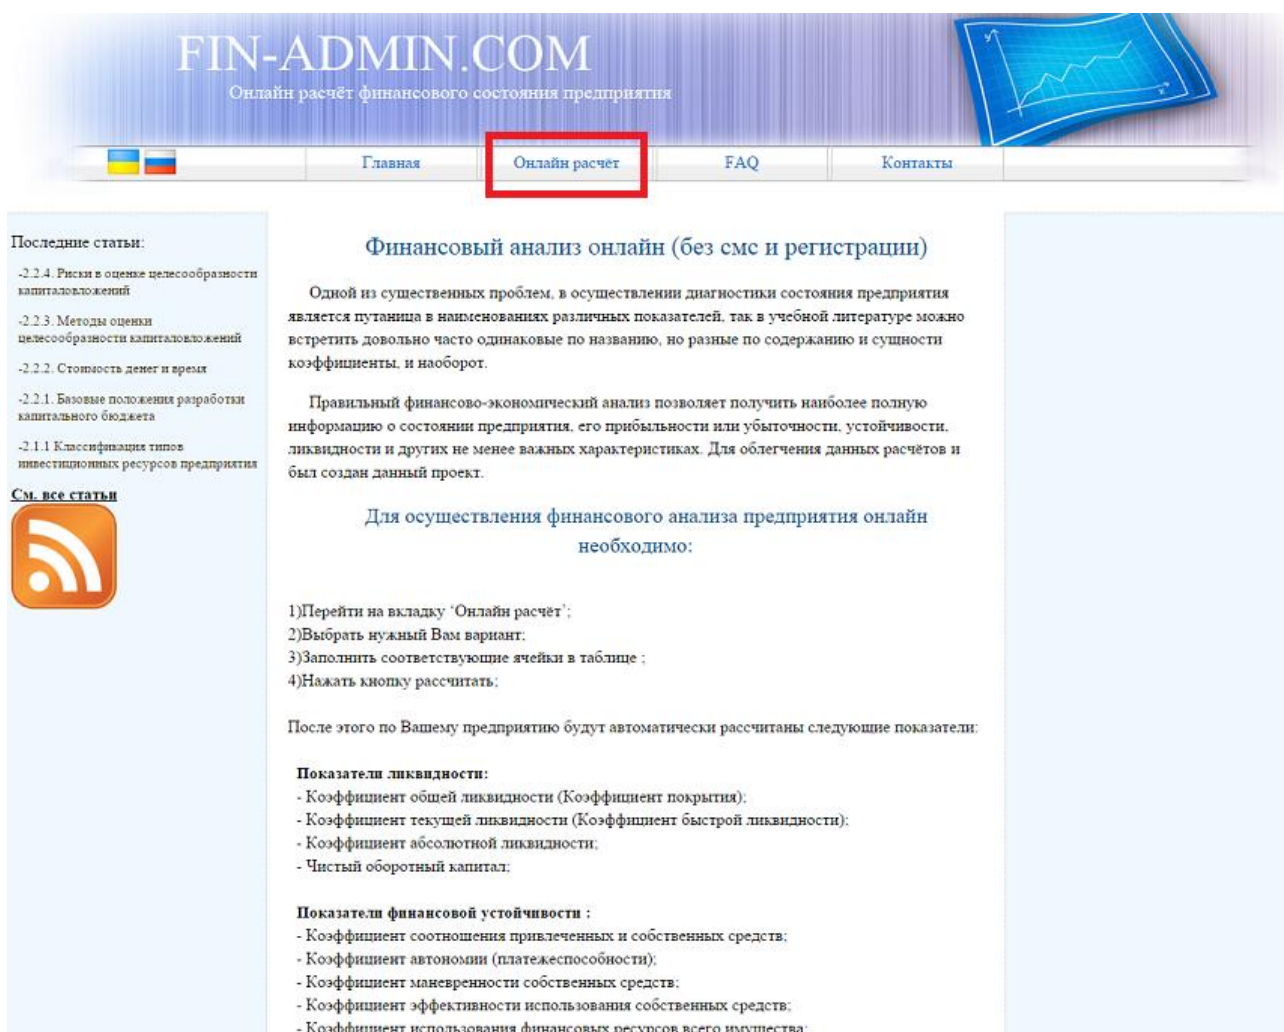 FIN-ADMIN.COM
Онлайн расчёт финансового состояния предприятия
y
x
Главная
Онлайн расчёт
FAQ
Контакты
Последние статьи:
-2.2.4. Риски в оценке целесообразности
капиталовложений
-2.2.3. Методы оценки
целесообразности капиталовложений
-2.2.2. Стоимость денег и время
-2.2.1. Базовые положения разработки
капитального бюджета
-2.1.1 Классификация типов
инвестиционных ресурсов предприятия
См. все статьи
Финансовый анализ онлайн (без смс и регистрации)
Одной из существенных проблем, в осуществлении диагностики состояния предприятия
является путаница в наименованиях различных показателей, так в учебной литературе можно
встретить довольно часто одинаковые по названию, но разные по содержанию и сущности
коэффициенты, и наоборот.
Правильный финансово-экономический анализ позволяет получить наиболее полную
информацию о состоянии предприятия, его прибыльности или убыточности, устойчивости,
ликвидности и других не менее важных характеристиках. Для облегчения данных расчётов и
был создан данный проект.
Для осуществления финансового анализа предприятия онлайн
необходимо:
1)Перейти на вкладку ‘Онлайн расчёт’;
2)Выбрать нужный Вам вариант;
3)Заполнить соответствующие ячейки в таблице ;
4)Нажать кнопку рассчитать;
После этого по Вашему предприятию будут автоматически рассчитаны следующие показатели:
Показатели ликвидности:
- Коэффициент общей ликвидности (Коэффициент покрытия);
- Коэффициент текущей ликвидности (Коэффициент быстрой ликвидности);
- Коэффициент абсолютной ликвидности;
- Чистый оборотный капитал;
Показатели финансовой устойчивости :
- Коэффициент соотношения привлеченных и собственных средств;
- Коэффициент автономии (платежеспособности);
- Коэффициент маневренности собственных средств;
- Коэффициент эффективности использования собственных средств;
- Коэффициент использования финансовых ресурсов всего имущества;